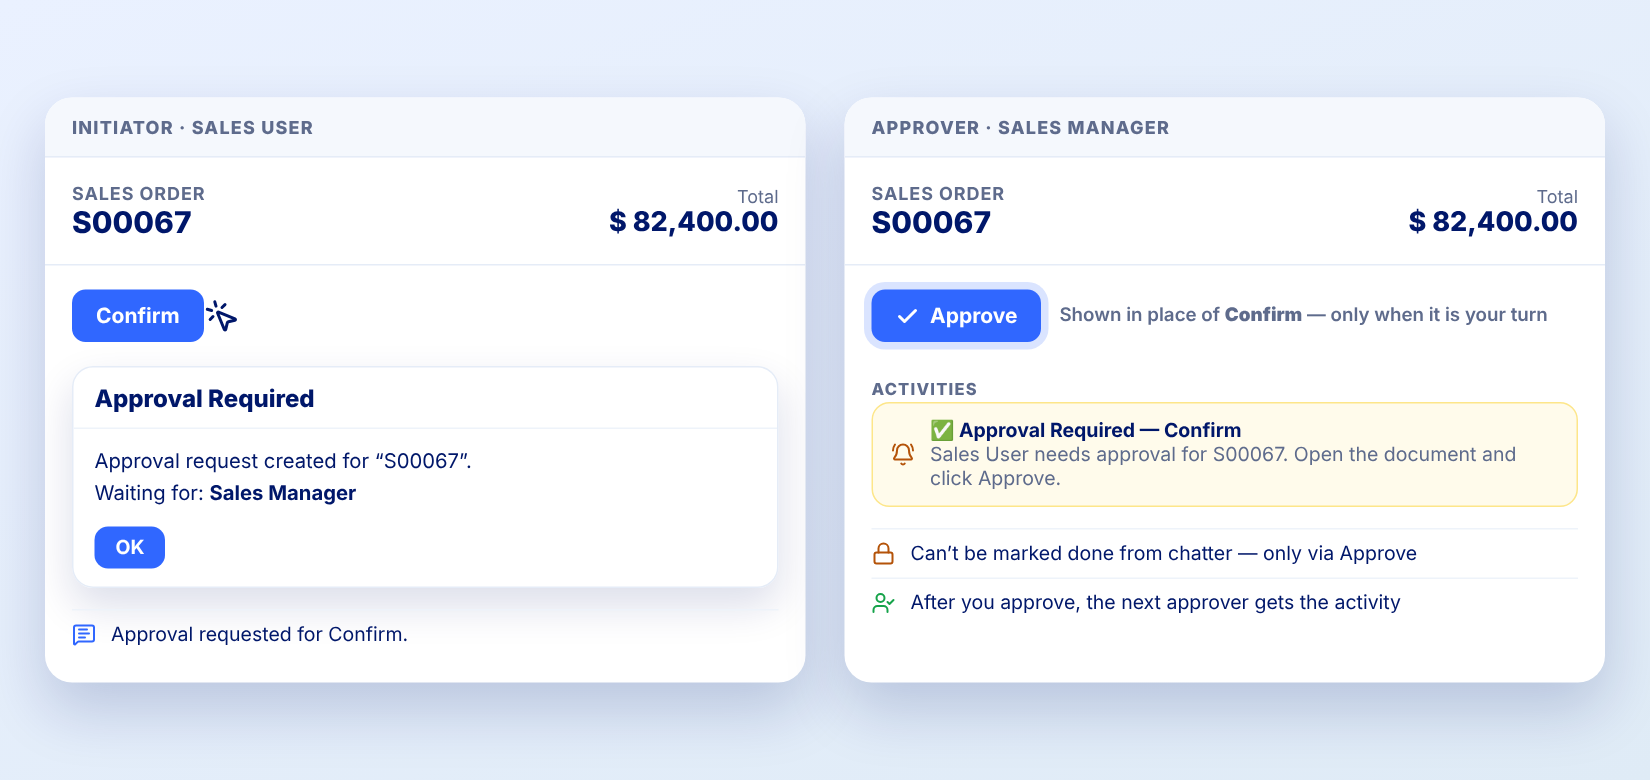 INITIATOR · SALES USER
SALES ORDER
S00067
Total
$ 82,400.00
Confirm
Approval Required
Approval request created for “S00067”.
Waiting for: Sales Manager
OK
Approval requested for Confirm.
APPROVER · SALES MANAGER
SALES ORDER
S00067
Total
$ 82,400.00
Approve
Shown in place of Confirm — only when it is your turn
ACTIVITIES
✅ Approval Required — Confirm
Sales User needs approval for S00067. Open the document and
click Approve.
Can’t be marked done from chatter — only via Approve
After you approve, the next approver gets the activity